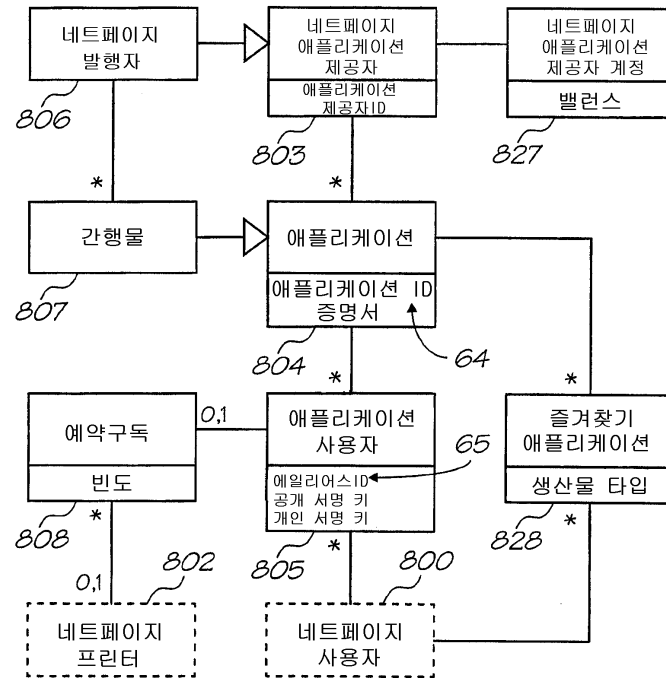 네트페이지
발행자
806
네트페이지
애플리케이션
제공자
애플리케이션
제공자ID
803
네트페이지
애플리케이션
제공자 계정
밸런스
827
*
*
간행물
807
애플리케이션
애플리케이션 ID
증명서
804
64
*
*
예약구독
빈도
808
0,1
애플리케이션
사용자
에일리어스ID
공개 서명 키
개인 서명 키
805
65
즐겨찾기
애플리케이션
생산물 타입
828
*
*
*
0,1
802
네트페이지
프린터
800
네트페이지
사용자